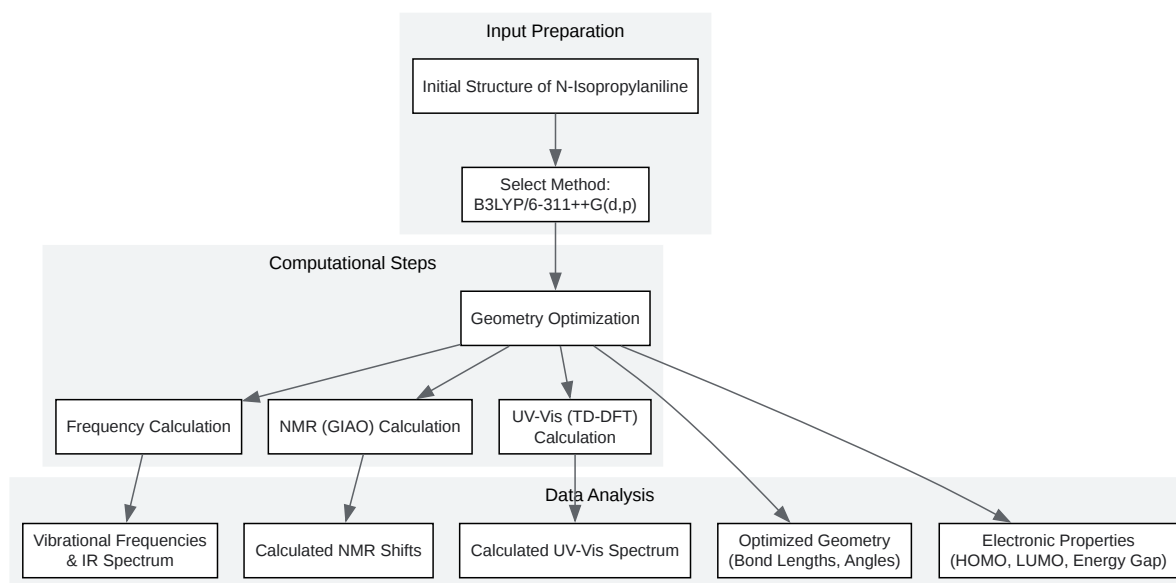 Input Preparation
Initial Structure of N-Isopropylaniline
Select Method:
B3LYP/6-311++G(d,p)
Computational Steps
Geometry Optimization
Frequency Calculation
NMR (GIAO) Calculation
UV-Vis (TD-DFT)
Calculation
Data Analysis
Vibrational Frequencies
& IR Spectrum
Calculated NMR Shifts
Calculated UV-Vis Spectrum
Optimized Geometry
(Bond Lengths, Angles)
Electronic Properties
(HOMO, LUMO, Energy Gap)